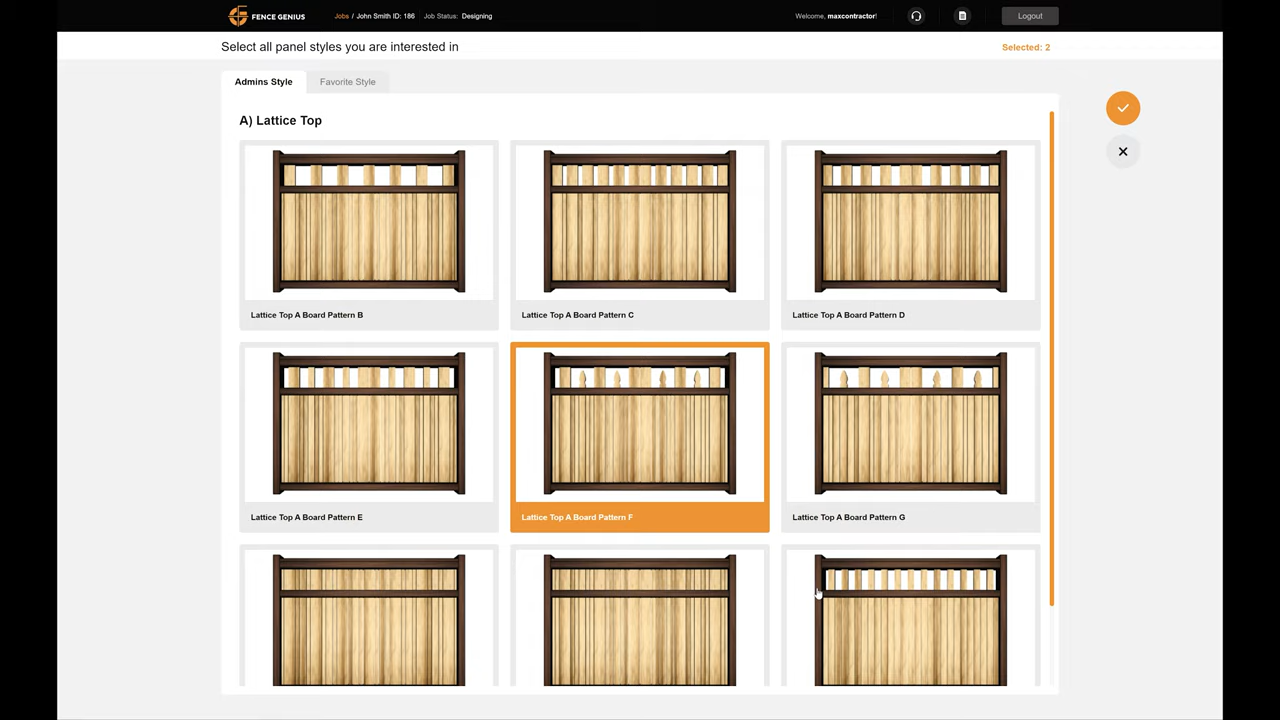 FENCE GENIUS Jobs / John Smith ID: 186 Job Status: Designing Welcome, maxcontractor! Logout
Select all panel styles you are interested in Selected: 2
Admins Style Favorite Style
A) Lattice Top
Lattice Top A Board Pattern B Lattice Top A Board Pattern C Lattice Top A Board Pattern D
Lattice Top A Board Pattern E Lattice Top A Board Pattern F Lattice Top A Board Pattern G